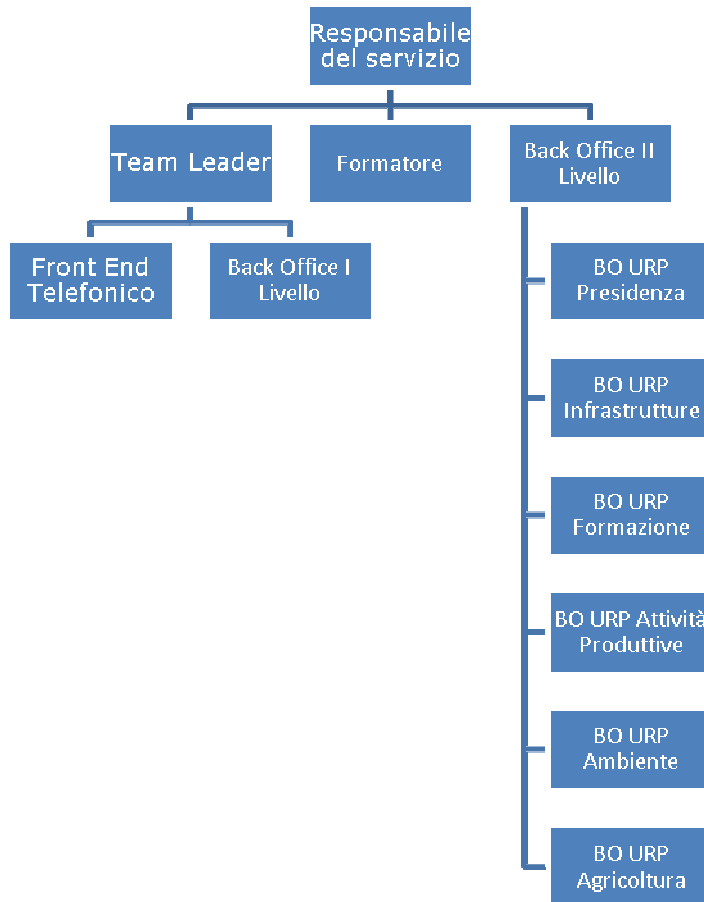 Responsabile
del servizio
Team Leader
Formatore
Back Office II
Livello
Front End
Telefonico
Back Office I
Livello
BO URP
Presidenza
BO URP
Infrastrutture
BO URP
Formazione
BO URP Attività
Produttive
BO URP
Ambiente
BO URP
Agricoltura